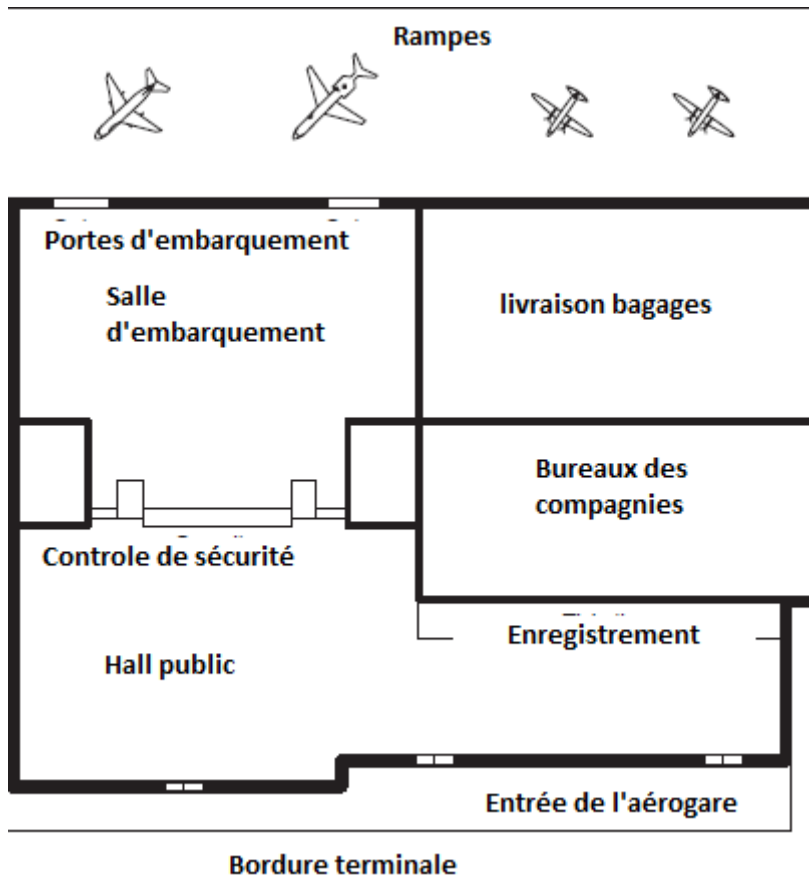 Rampes
Portes d'embarquement
Salle
d'embarquement
livraison bagages
Bureaux des
compagnies
Controle de sécurité
Enregistrement
Hall public
Entrée de l'aérogare
Bordure terminale